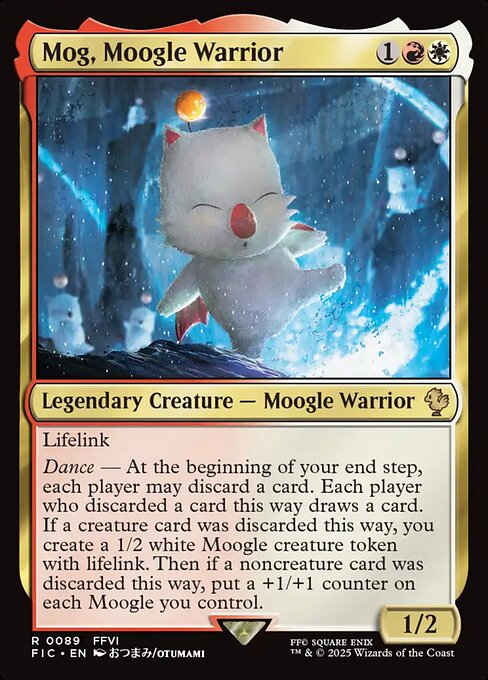 Mog, Moogle Warrior 1
Legendary Creature — Moogle Warrior
Lifelink
Dance — At the beginning of your end step,
each player may discard a card. Each player
who discarded a card this way draws a card.
If a creature card was discarded this way, you
create a 1/2 white Moogle creature token
with lifelink. Then if a noncreature card was
discarded this way, put a +1/+1 counter on
each Moogle you control.
1/2
R 0089 FFVI
FIC • EN おつまみ/OTUMAMI
FF© SQUARE ENIX
™ & © 2025 Wizards of the Coast